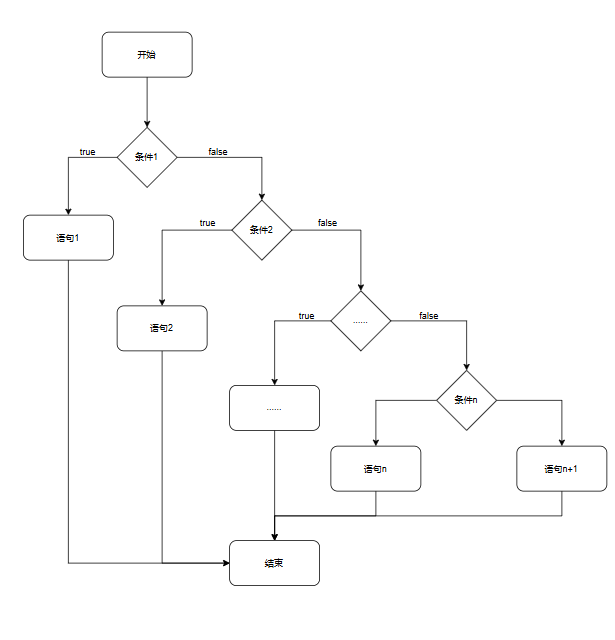 开始
条件1
true
false
语句1
条件2
true
false
语句2
......
true
false
......
条件n
语句n
语句n+1
结束